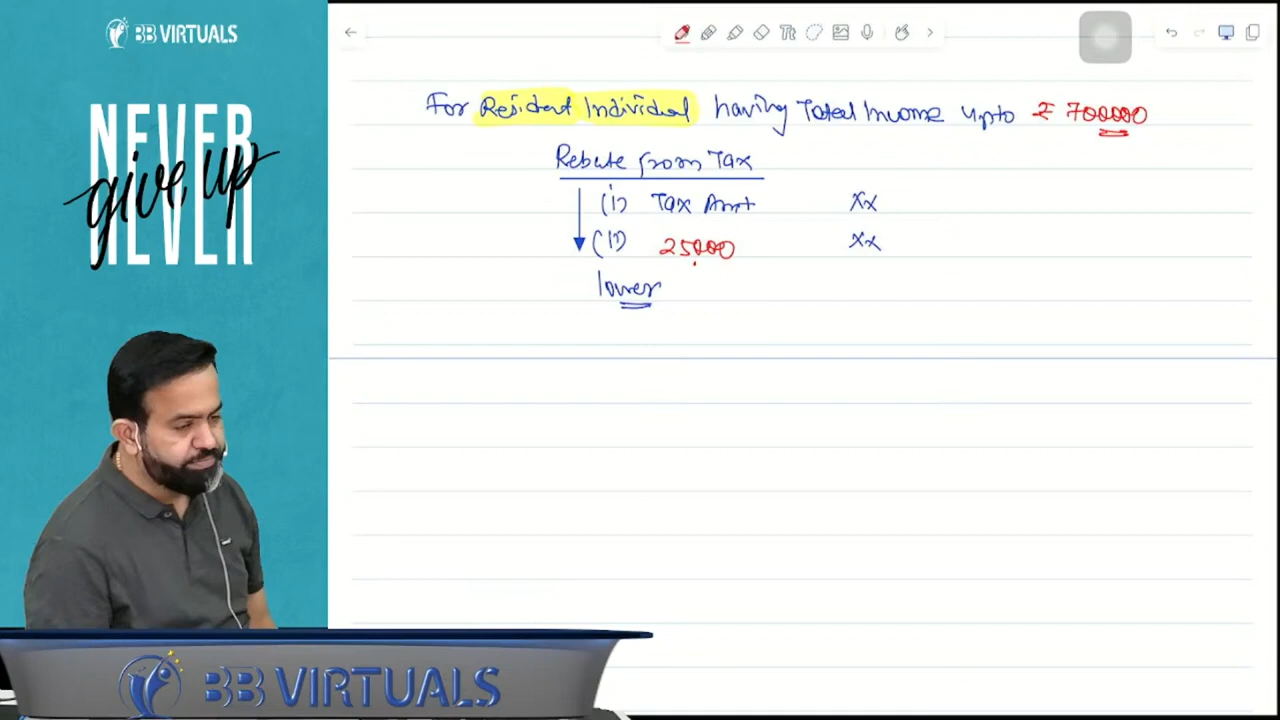 BB VIRTUALS
NEVER
give up
NEVER
For Resident Individual having Total Income upto ₹ 700000
Rebate from Tax
(i) Tax Amt xx
(ii) 25000 xx
lower
BB VIRTUALS